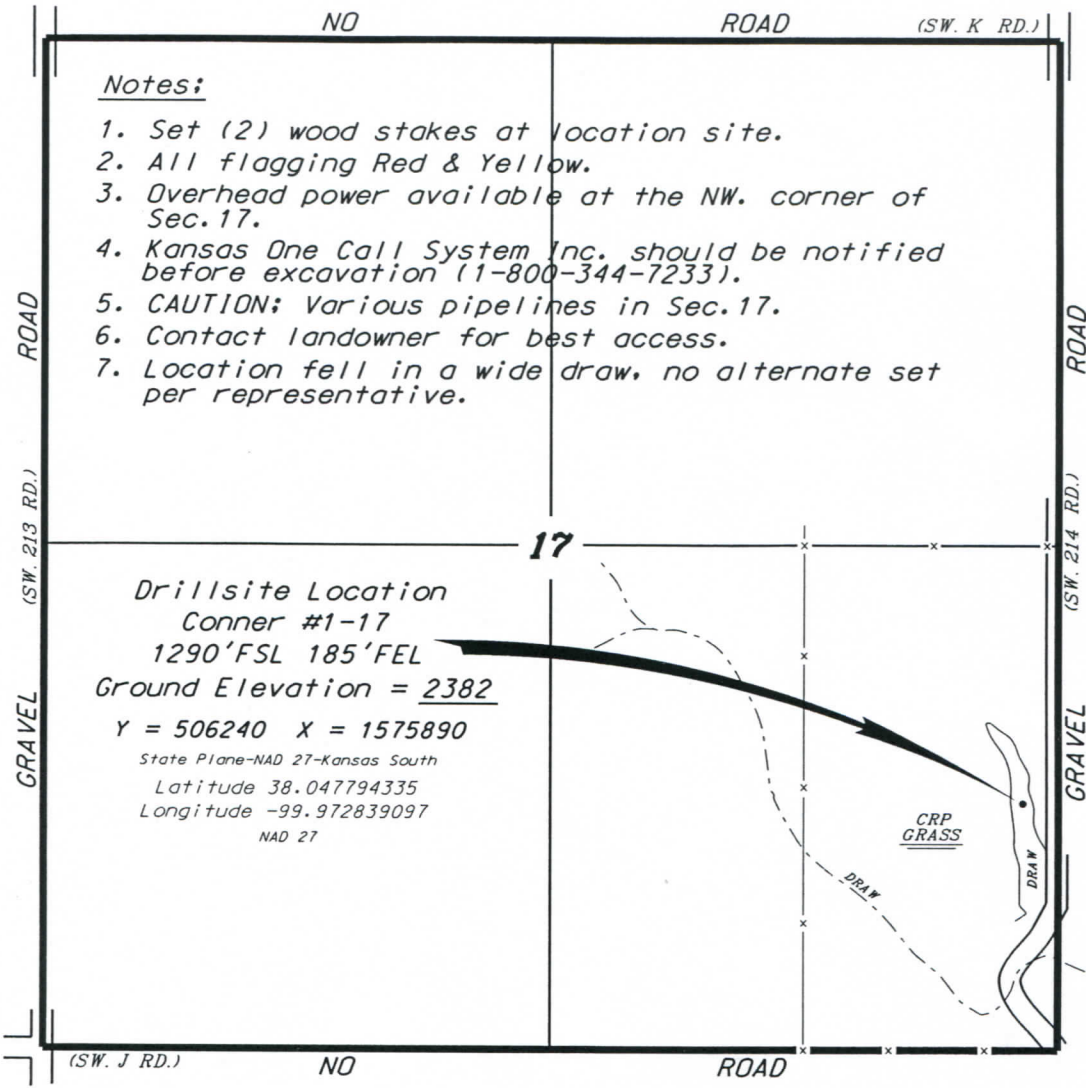 NO ROAD (SW. K RD.)
Notes:
1. Set (2) wood stakes at location site.
2. All flagging Red & Yellow.
3. Overhead power available at the NW. corner of
Sec. 17.
4. Kansas One Call System Inc. should be notified
before excavation (1-800-344-7233).
5. CAUTION: Various pipelines in Sec. 17.
6. Contact landowner for best access.
7. Location fell in a wide draw, no alternate set
per representative.
ROAD
(SW. 213 RD.)
GRAVEL
ROAD
(SW. 214 RD.)
GRAVEL
17
Drillsite Location
Conner #1-17
1290'FSL 185'FEL
Ground Elevation = 2382
Y = 506240 X = 1575890
State Plane-NAD 27-Kansas South
Latitude 38.047794335
Longitude -99.972839097
NAD 27
CRP
GRASS
DRAW
DRAW
(SW. J RD.) NO ROAD